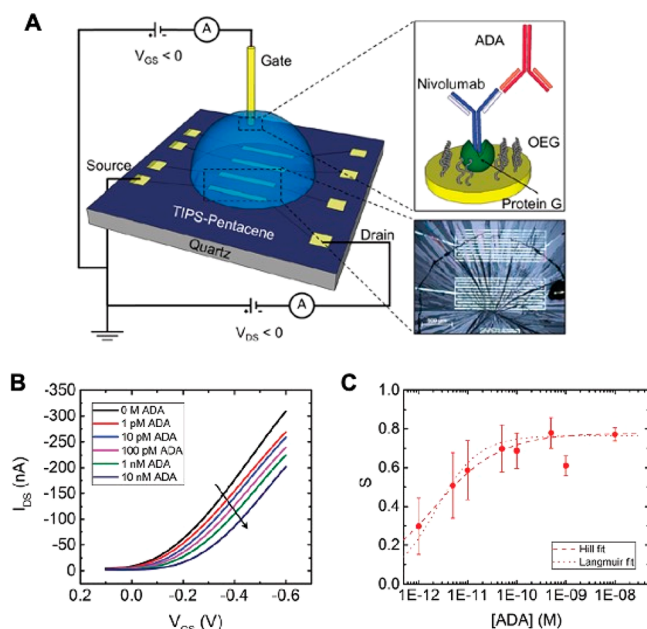 A
A
V_GS < 0
Gate
Source
TIPS-Pentacene
Quartz
Drain
A
V_DS < 0
ADA
Nivolumab
OEG
Protein G
B
I_DS (nA)
-350
-300
-250
-200
-150
-100
-50
0
0 M ADA
1 pM ADA
10 pM ADA
100 pM ADA
1 nM ADA
10 nM ADA
0.0
-0.2
-0.4
-0.6
V_GS (V)
C
S
1.0
0.8
0.6
0.4
0.2
0.0
Hill fit
Langmuir fit
1E-12
1E-11
1E-10
1E-9
1E-08
[ADA] (M)